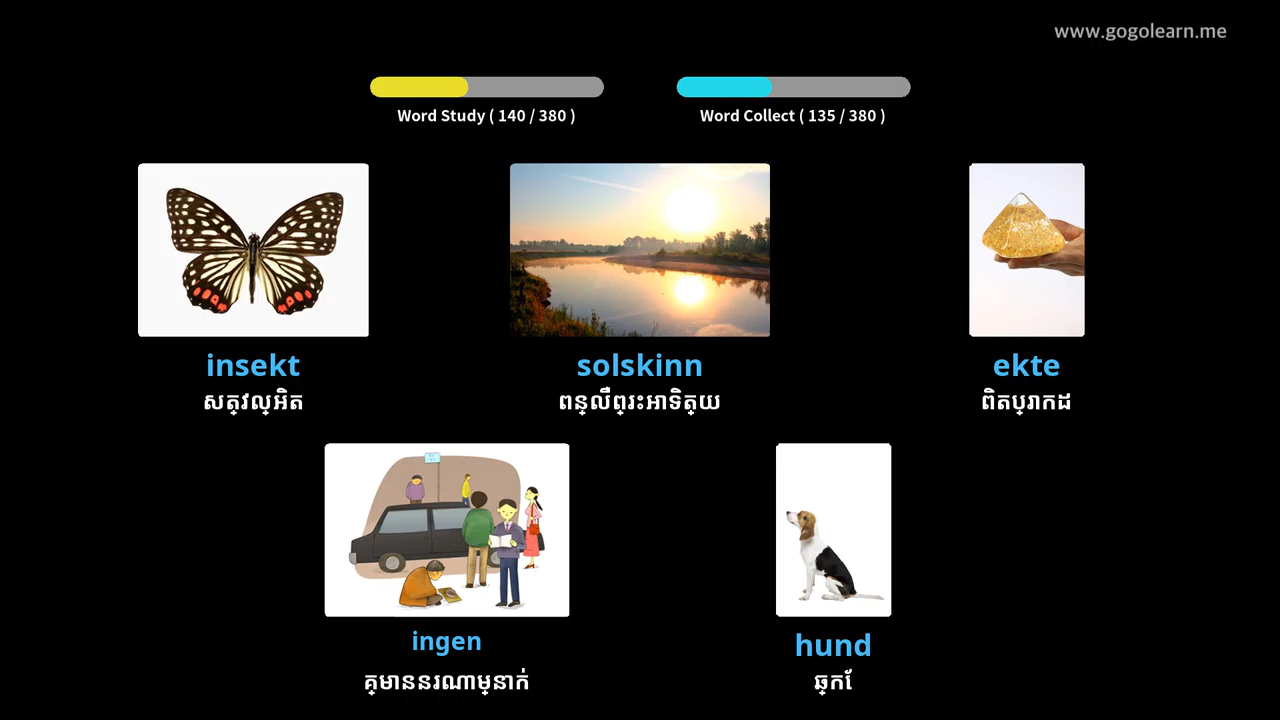 www.gogolearn.me
Word Study ( 140 / 380 )
Word Collect ( 135 / 380 )
insekt
សត្វល្អិត
solskinn
ពន្លឺព្រះអាទិត្យ
ekte
ពិតប្រាកដ
ingen
គ្មាននរណាម្នាក់
hund
ឆ្កែ